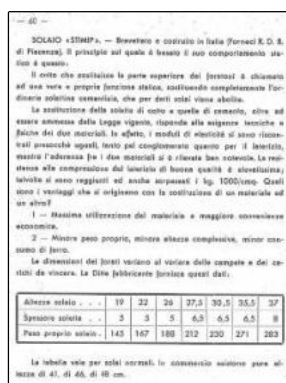 — 60 —
SOLAIO «STIMIP». — Brevettato e costruito in Italia (Fornaci R. D. B.
di Piacenza). Il principio sul quale è basato il suo comportamento sta-
tico è questo:
Il cotto che costituisce la parte superiore dei forati è chiamato
ad una vera e propria funzione statica, sostituendo completamente l'or-
dinaria solettina cementizia, che per detti solai viene abolita.
La sostituzione della soletta di cotto a quella di cemento, oltre ad
essere ammessa dalla Legge vigente, risponde alle esigenze tecniche e
fisiche dei due materiali. In effetto, i moduli di elasticità si sono riscon-
trati pressochè uguali, tanto pel conglomerato quanto per il laterizio,
mentre l'aderenza fra i due materiali si è rilevata ben notevole. La resi-
stenza alla compressione del laterizio di buona qualità è elevatissima;
talvolta si sono raggiunti ed anche sorpassati i kg. 1000/cmq. Quali
sono i vantaggi che si originano con la sostituzione di un materiale ad
un altro?
1 — Massima utilizzazione del materiale e maggiore convenienza
economica.
2 — Minore peso proprio, minore altezza complessiva, minor con-
sumo di ferro.
Le dimensioni dei forati variano al variare delle campate e dei ca-
richi da vincere. La Ditta fabbricante fornisce questi dati:
Altezza solaio . . . 19 22 26 27,5 30,5 35,5 37
Spessore soletta . . 5 5 5 6,5 6,5 6,5 8
Peso proprio solaio . 145 167 188 212 230 271 283
La tabella vale per solai normali. In commercio esistono pure al-
tezze di 41, di 46, di 48 cm.